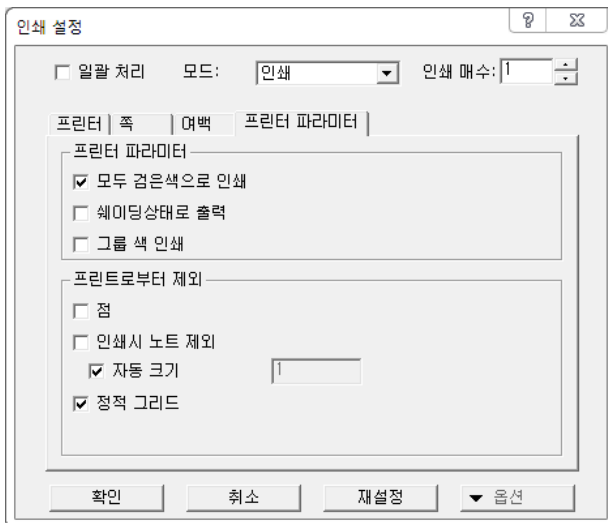 인쇄 설정
일괄 처리 모드: 인쇄 인쇄 매수: 1
프린터 쪽 여백 프린터 파라미터
프린터 파라미터
모두 검은색으로 인쇄
쉐이딩상태로 출력
그룹 색 인쇄
프린트로부터 제외
점
인쇄시 노트 제외
자동 크기 1
정적 그리드
확인 취소 재설정 옵션